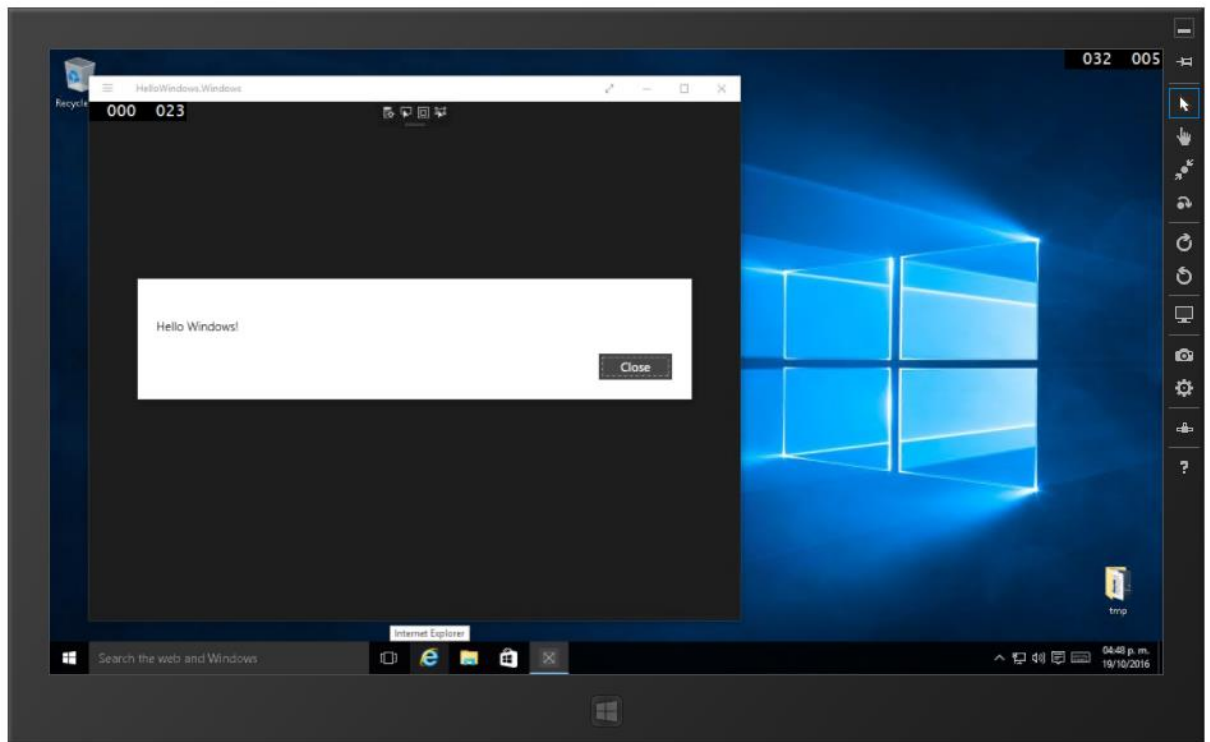 032 005
Recycle
HelloWindows.Windows
000 023
Hello Windows!
Close
tmp
Internet Explorer
Search the web and Windows
04:48 p. m.
19/10/2016
?